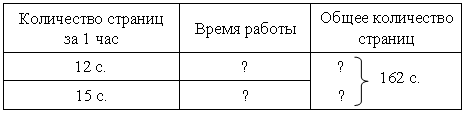 Количество страниц
за 1 час
Время работы
Общее количество
страниц
12 с.
?
?
15 с.
?
?
162 с.